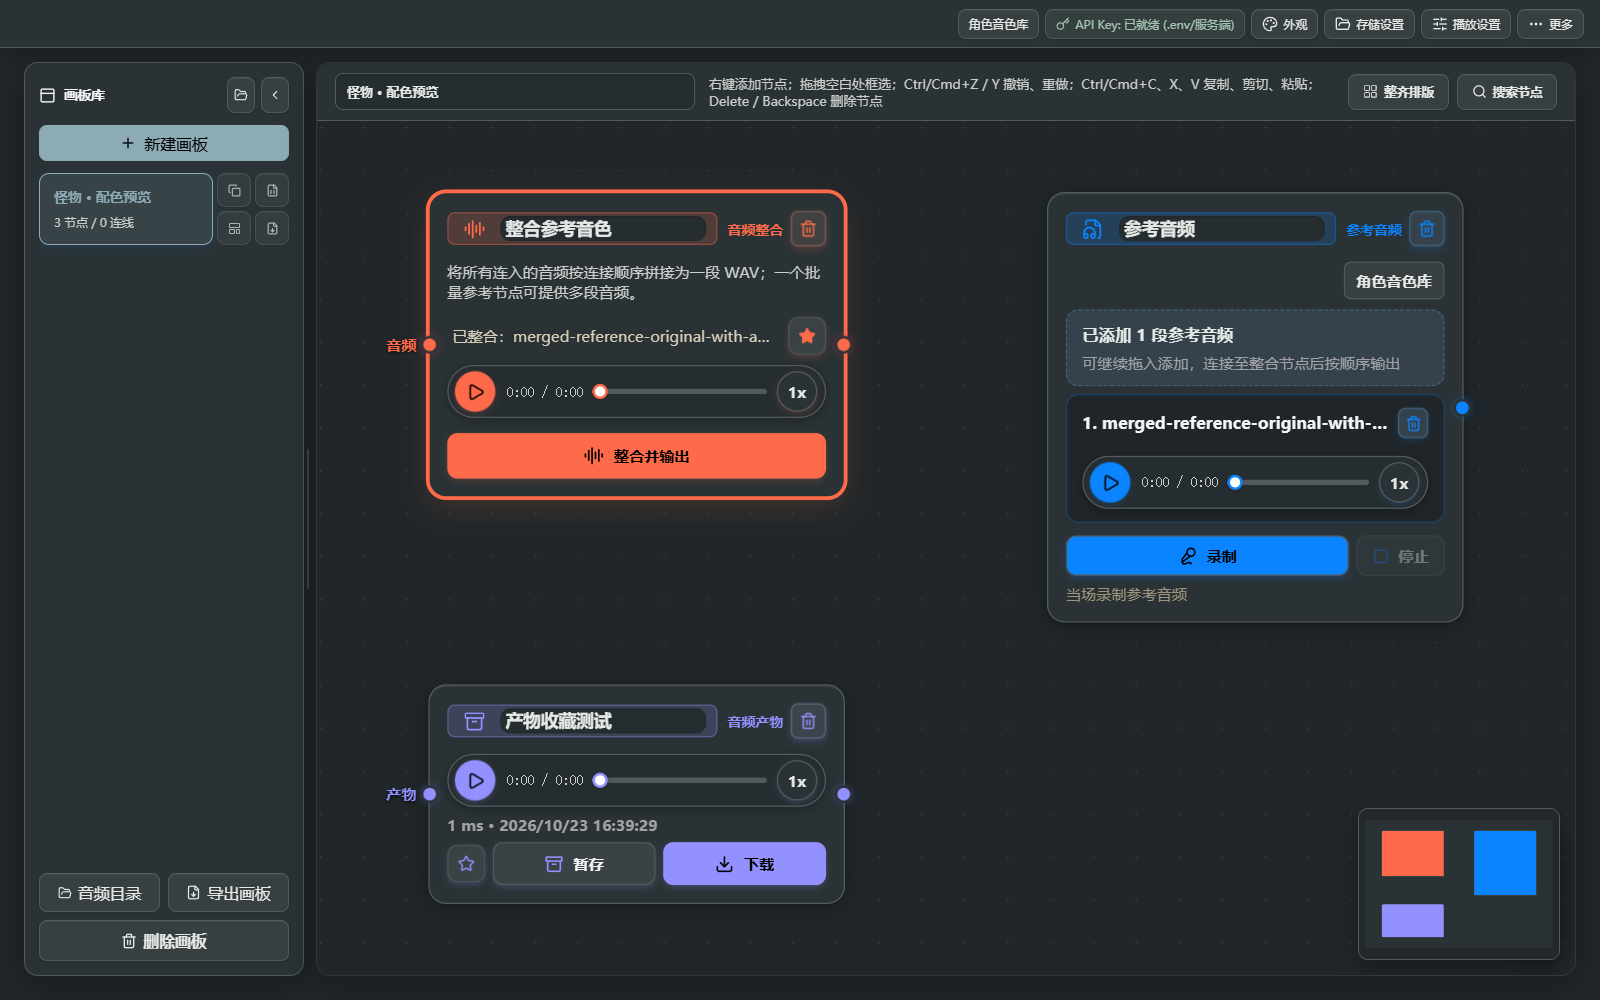 角色音色库
API Key: 已就绪 (.env/服务端)
外观
存储设置
播放设置
更多
画板库
新建画板
怪物 • 配色预览
3 节点 / 0 连线
音频目录
导出画板
删除画板
怪物 • 配色预览
右键添加节点；拖拽空白处框选；Ctrl/Cmd+Z / Y 撤销、重做；Ctrl/Cmd+C、X、V 复制、剪切、粘贴；
Delete / Backspace 删除节点
整齐排版
搜索节点
整合参考音色
音频整合
将所有连入的音频按连接顺序拼接为一段 WAV；一个批
量参考节点可提供多段音频。
已整合：merged-reference-original-with-a...
音频
0:00 / 0:00
1x
整合并输出
参考音频
参考音频
角色音色库
已添加 1 段参考音频
可继续拖入添加，连接至整合节点后按顺序输出
1. merged-reference-original-with-...
0:00 / 0:00
1x
录制
停止
当场录制参考音频
产物收藏测试
音频产物
0:00 / 0:00
1x
产物
1 ms • 2026/10/23 16:39:29
暂存
下载